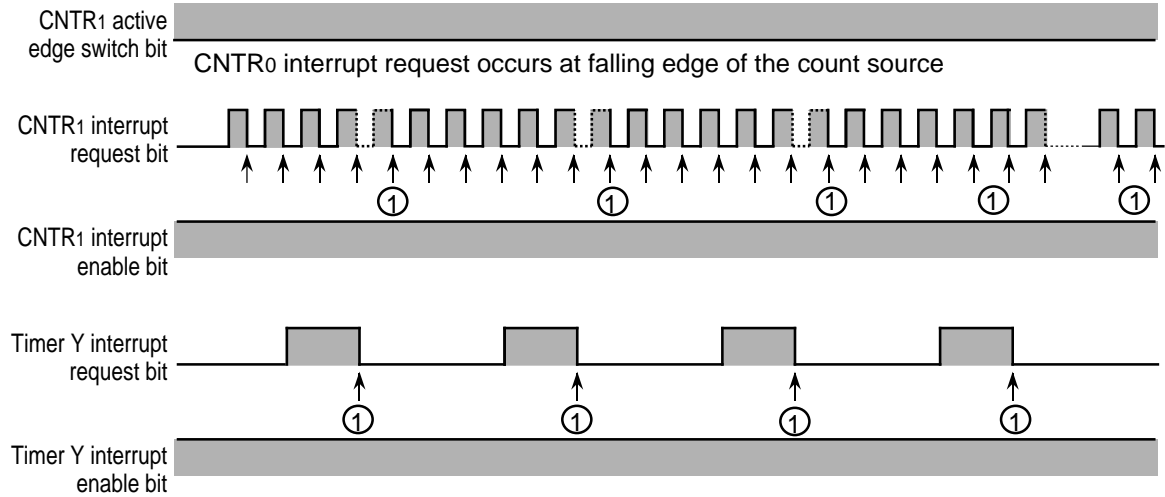 CNTR1 active
edge switch bit
CNTR0 interrupt request occurs at falling edge of the count source
CNTR1 interrupt
request bit
1 1 1 1 1
CNTR1 interrupt
enable bit
Timer Y interrupt
request bit
1 1 1 1
Timer Y interrupt
enable bit